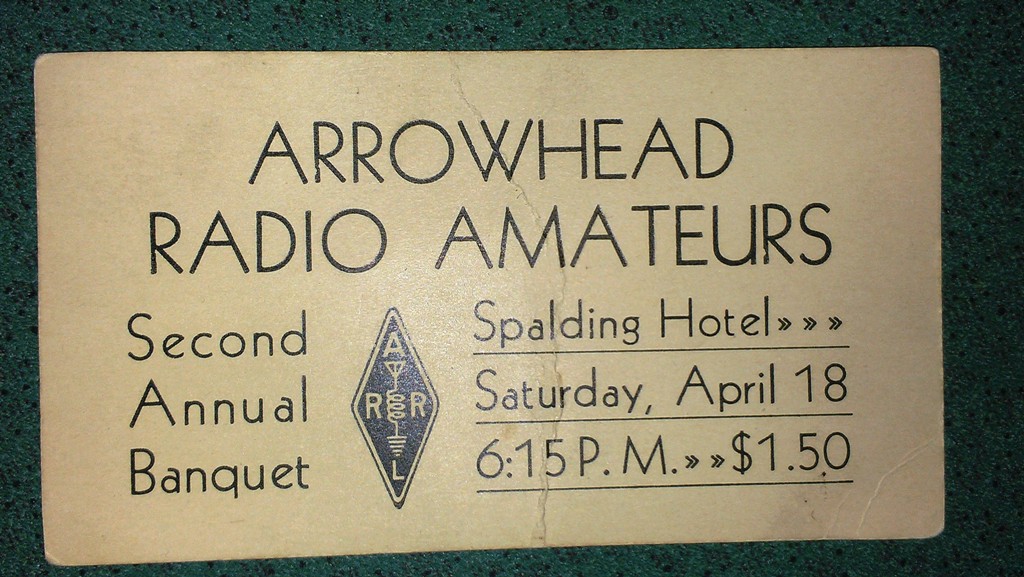 ARROWHEAD
RADIO AMATEURS
Second
Annual
Banquet
A
R R
L
Spalding Hotel » » »
Saturday, April 18
6:15 P. M. » » $1.50